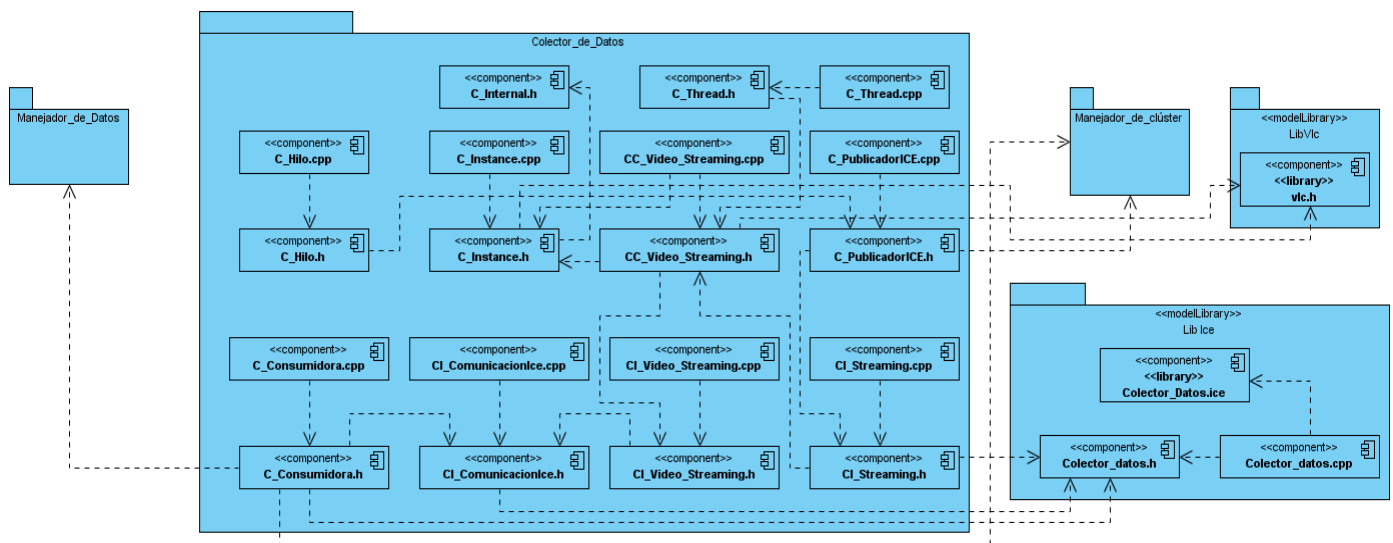 Colector_de_Datos
<<component>>
C_Internal.h
<<component>>
C_Thread.h
<<component>>
C_Thread.cpp
Manejador_de_Datos
Manejador_de_clúster
<<modelLibrary>>
LibVlc
<<component>>
<<library>>
vlc.h
<<component>>
C_Hilo.cpp
<<component>>
C_Instance.cpp
<<component>>
CC_Video_Streaming.cpp
<<component>>
C_PublicadorICE.cpp
<<component>>
C_Hilo.h
<<component>>
C_Instance.h
<<component>>
CC_Video_Streaming.h
<<component>>
C_PublicadorICE.h
<<modelLibrary>>
Lib Ice
<<component>>
<<library>>
Colector_Datos.ice
<<component>>
C_Consumidora.cpp
<<component>>
CI_ComunicacionIce.cpp
<<component>>
CI_Video_Streaming.cpp
<<component>>
CI_Streaming.cpp
<<component>>
C_Consumidora.h
<<component>>
CI_ComunicacionIce.h
<<component>>
CI_Video_Streaming.h
<<component>>
CI_Streaming.h
<<component>>
Colector_datos.h
<<component>>
Colector_datos.cpp